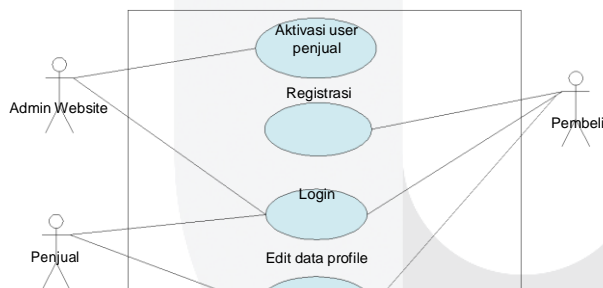 Aktivasi user
penjual
Registrasi
Admin Website
Pembeli
Login
Penjual
Edit data profile